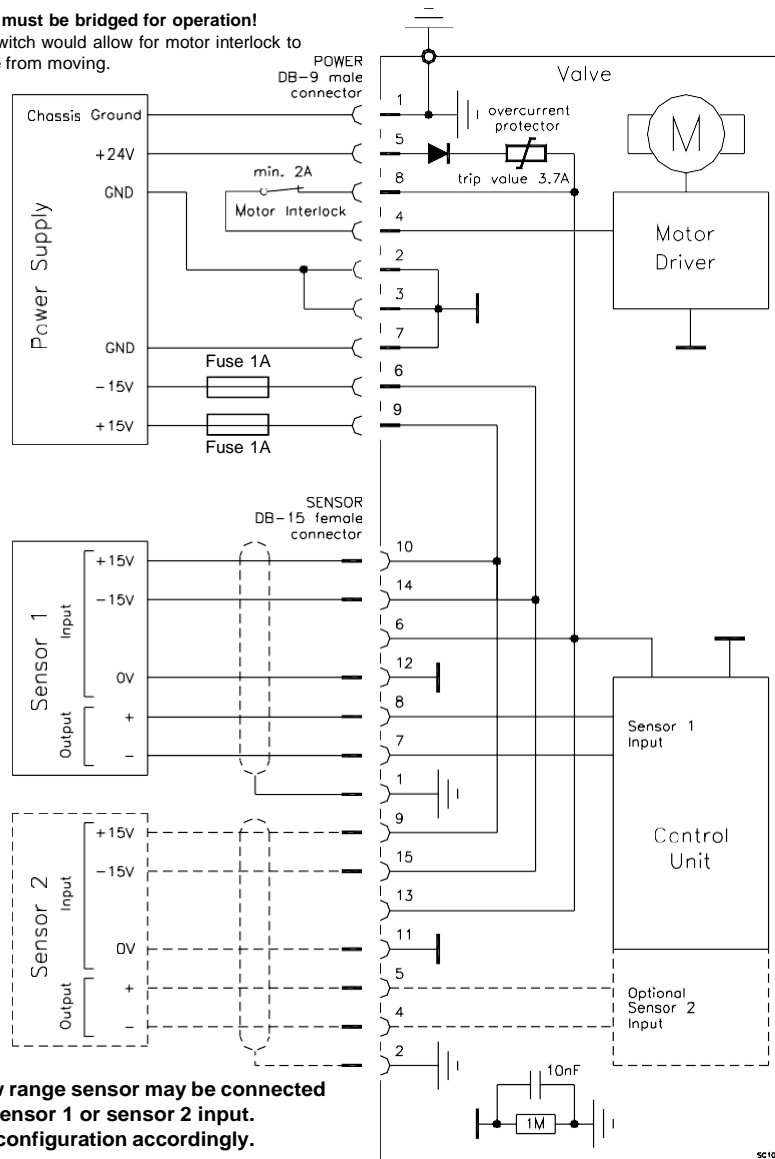 must be bridged for operation!
witch would allow for motor interlock to
from moving.
POWER
DB-9 male
connector
Valve
Chassis Ground
+24V
GND
GND
-15V
+15V
Power Supply
min. 2A
Motor Interlock
Fuse 1A
Fuse 1A
1
5
8
4
2
3
7
6
9
overcurrent
protector
trip value 3.7A
M
Motor
Driver
SENSOR
DB-15 female
connector
Sensor 1
Input
+15V
-15V
0V
Output
+
-
10
14
6
12
8
7
1
Sensor 1
Input
Control
Unit
Sensor 2
Input
+15V
-15V
0V
Output
+
-
9
15
13
11
5
4
2
Optional
Sensor 2
Input
10nF
1M
range sensor may be connected
ensor 1 or sensor 2 input.
configuration accordingly.